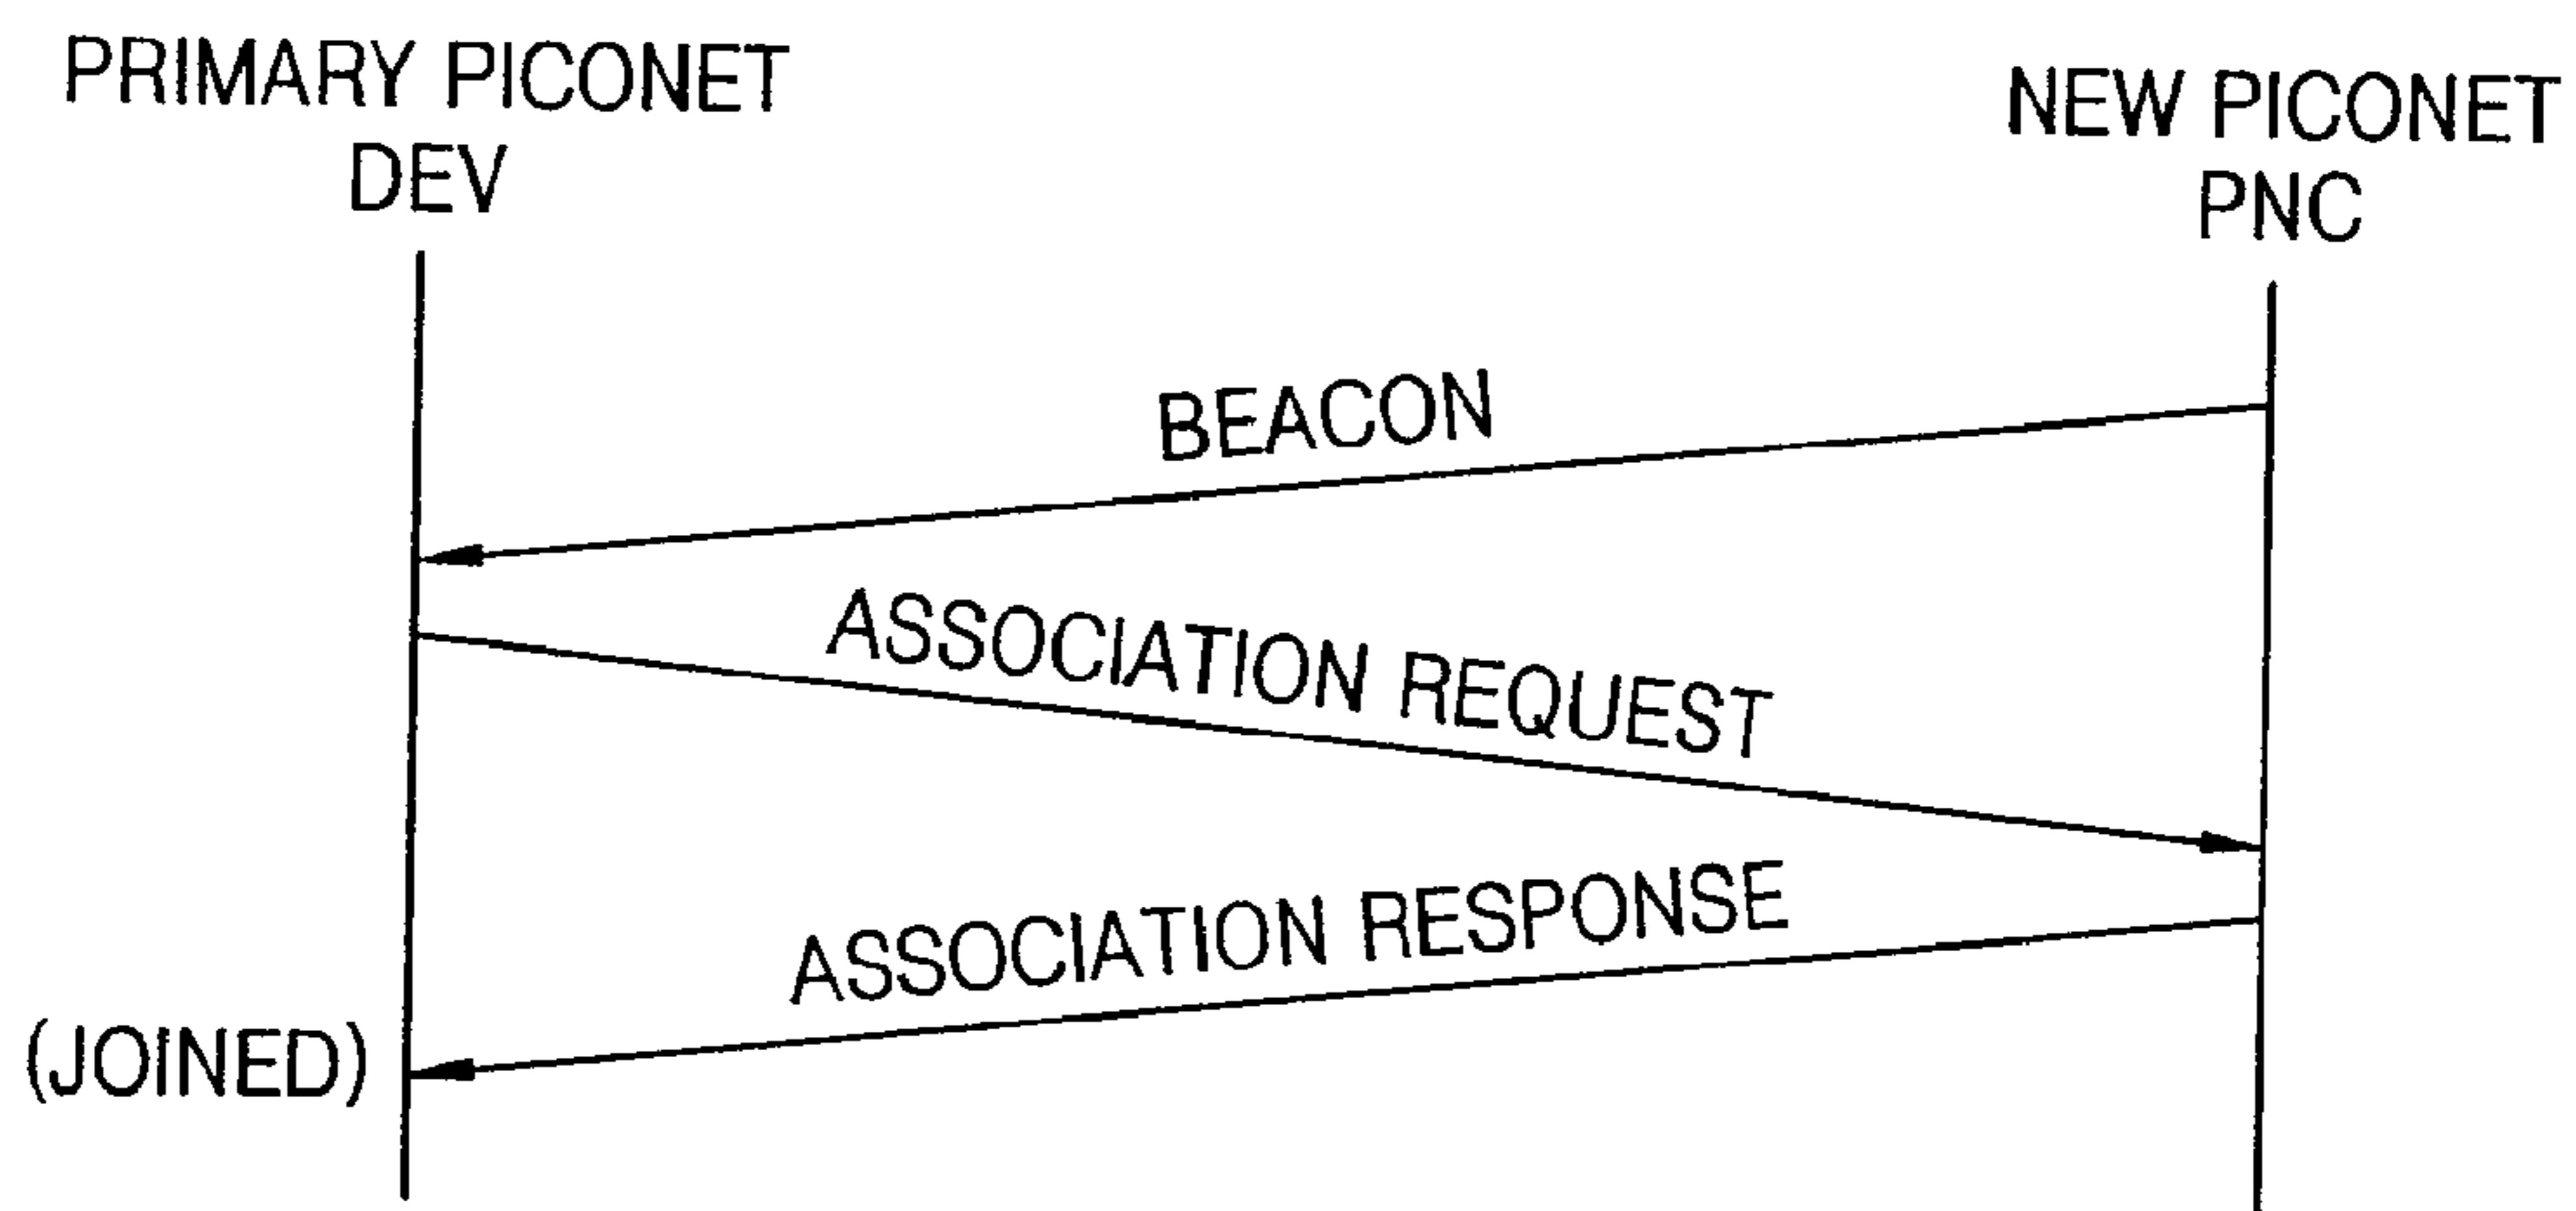 PRIMARY PICONET
DEV
NEW PICONET
PNC
BEACON
ASSOCIATION REQUEST
ASSOCIATION RESPONSE
(JOINED)